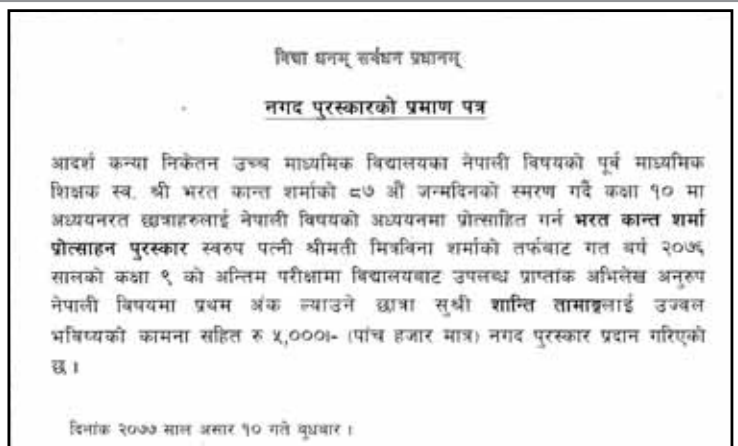 विद्या धनम् सर्वधन प्रधानम्
नगद पुरस्कारको प्रमाण पत्र
आदर्श कन्या निकेतन उच्च माध्यमिक विद्यालयका नेपाली विषयको पूर्व माध्यमिक
शिक्षक स्व. श्री भरत कान्त शर्माको ८७ औं जन्मदिनको स्मरण गर्दै कक्षा १० मा
अध्ययनरत छात्राहरुलाई नेपाली विषयको अध्ययनमा प्रोत्साहित गर्न भरत कान्त शर्मा
प्रोत्साहन पुरस्कार स्वरुप पत्नी श्रीमती मित्रविना शर्माको तर्फबाट गत वर्ष २०७६
सालको कक्षा ९ को अन्तिम परीक्षामा विद्यालयबाट उपलब्ध प्राप्तांक अभिलेख अनुरुप
नेपाली विषयमा प्रथम अंक ल्याउने छात्रा सुश्री शान्ति तामाङ्गलाई उज्वल
भविष्यको कामना सहित रु ५,०००।- (पांच हजार मात्र) नगद पुरस्कार प्रदान गरिएको
छ ।
दिनांक २०७७ साल असार १० गते बुधबार ।